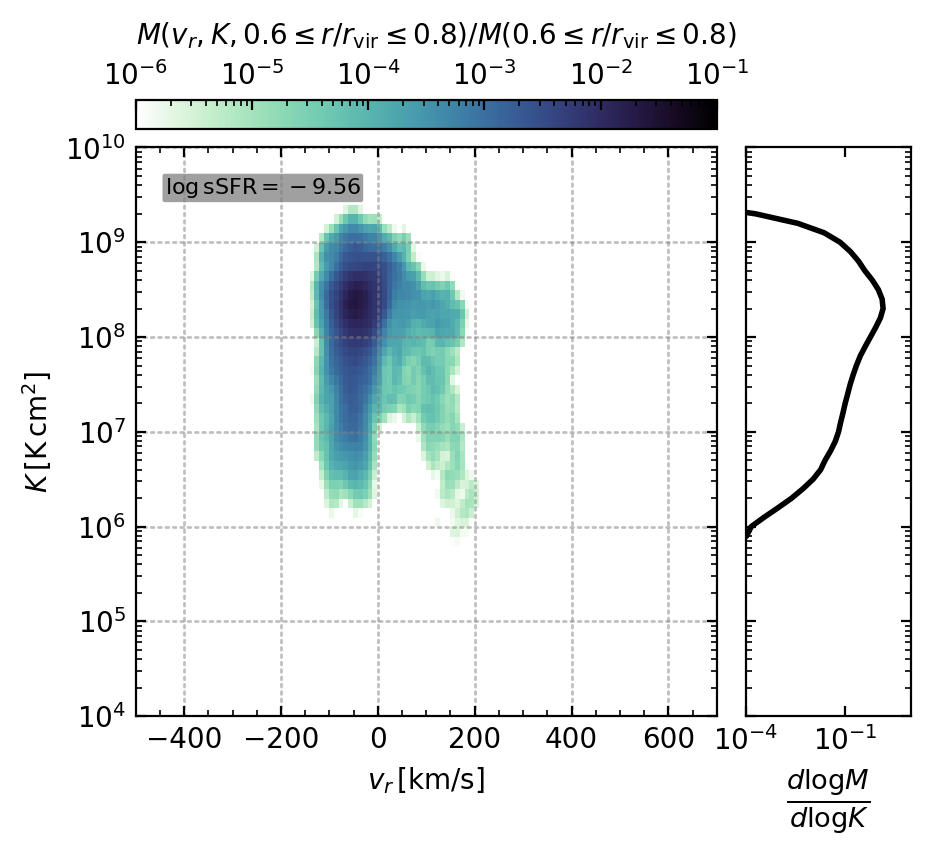 M(v_r, K, 0.6 ≤ r/r_vir ≤ 0.8)/M(0.6 ≤ r/r_vir ≤ 0.8)
10^−6 10^−5 10^−4 10^−3 10^−2 10^−1
10^10
log sSFR = −9.56
10^9
10^8
10^7
K [K cm^2]
10^6
10^5
10^4
−400 −200 0 200 400 600 10^−4 10^−1
v_r [km/s]
dlogM
dlogK